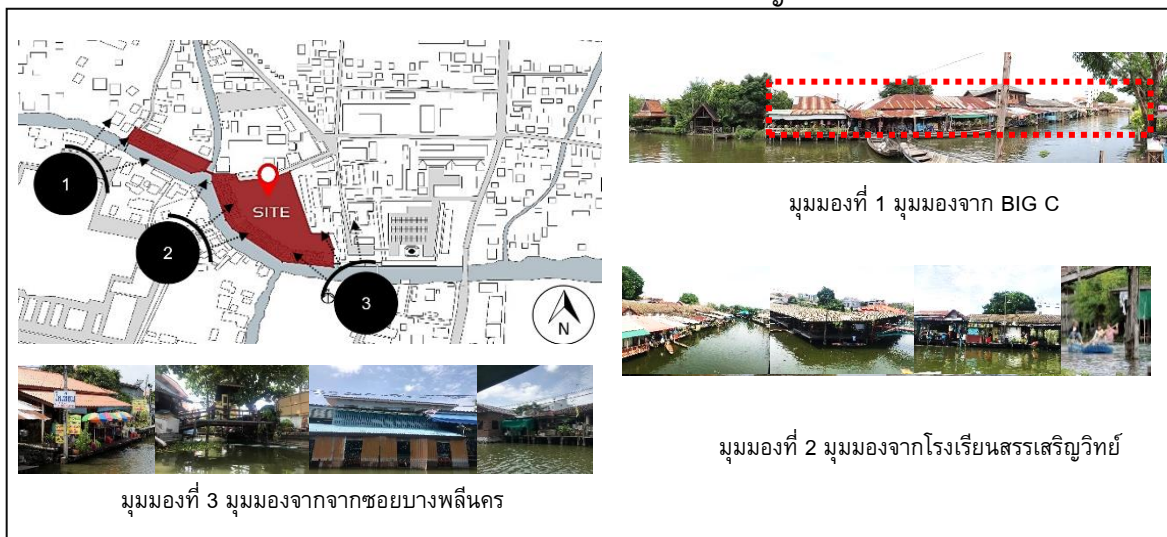 1
2
3
SITE
N
มุมมองที่ 1 มุมมองจาก BIG C
มุมมองที่ 2 มุมมองจากโรงเรียนสรรเสริญวิทย์
มุมมองที่ 3 มุมมองจากจากซอยบางพลีนคร